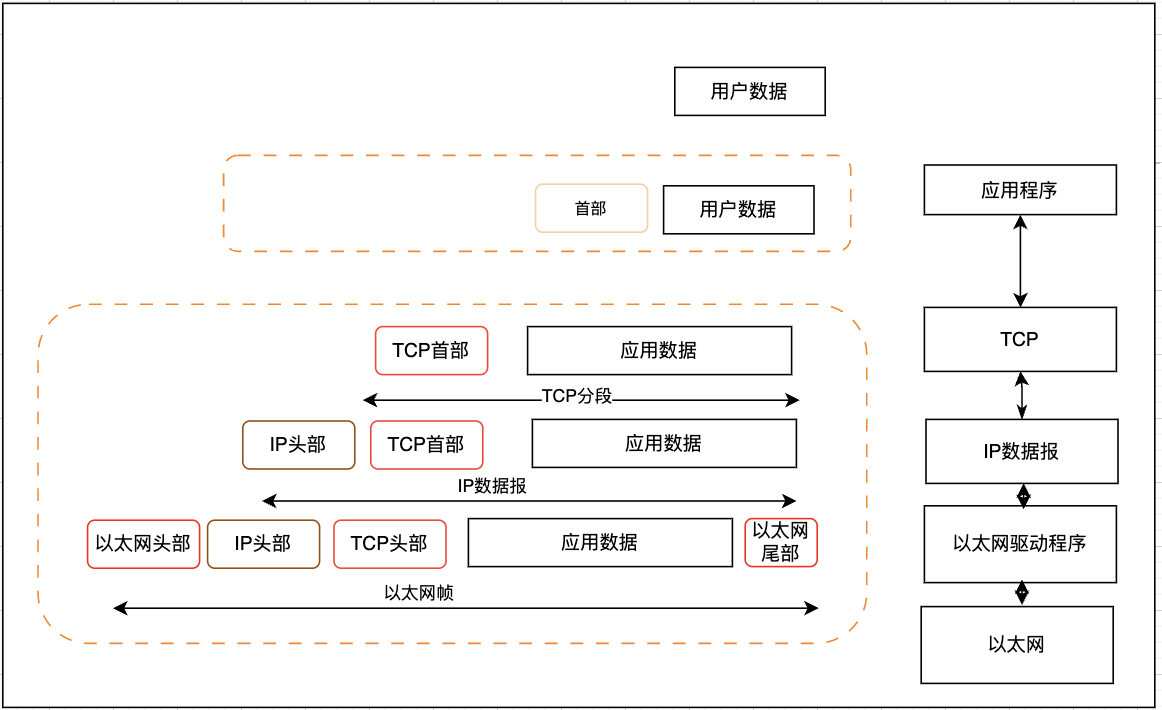 用户数据
首部
用户数据
应用程序
TCP首部
应用数据
TCP
TCP分段
IP头部
TCP首部
应用数据
IP数据报
IP数据报
以太网头部
IP头部
TCP头部
应用数据
以太网
尾部
以太网驱动程序
以太网帧
以太网